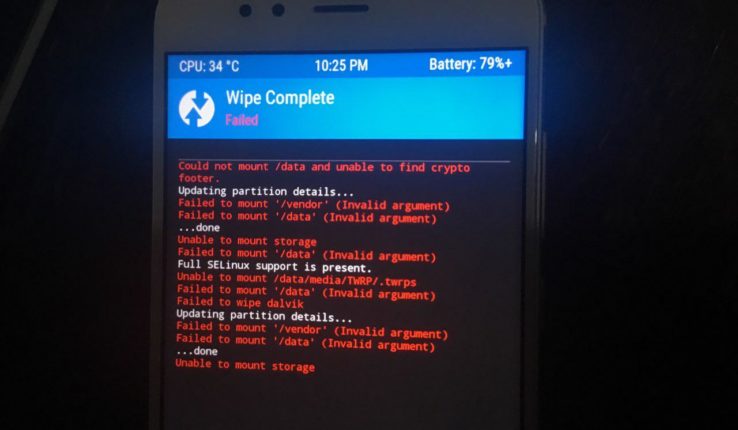 CPU: 34 °C 10:25 PM Battery: 79%+
Wipe Complete
Failed
Could not mount /data and unable to find crypto
footer.
Updating partition details...
Failed to mount '/vendor' (Invalid argument)
Failed to mount '/data' (Invalid argument)
...done
Unable to mount storage
Failed to mount '/data' (Invalid argument)
Full SELinux support is present.
Unable to mount /data/media/TWRP/.twrps
Failed to mount '/data' (Invalid argument)
Failed to wipe dalvik
Updating partition details...
Failed to mount '/vendor' (Invalid argument)
Failed to mount '/data' (Invalid argument)
...done
Unable to mount storage